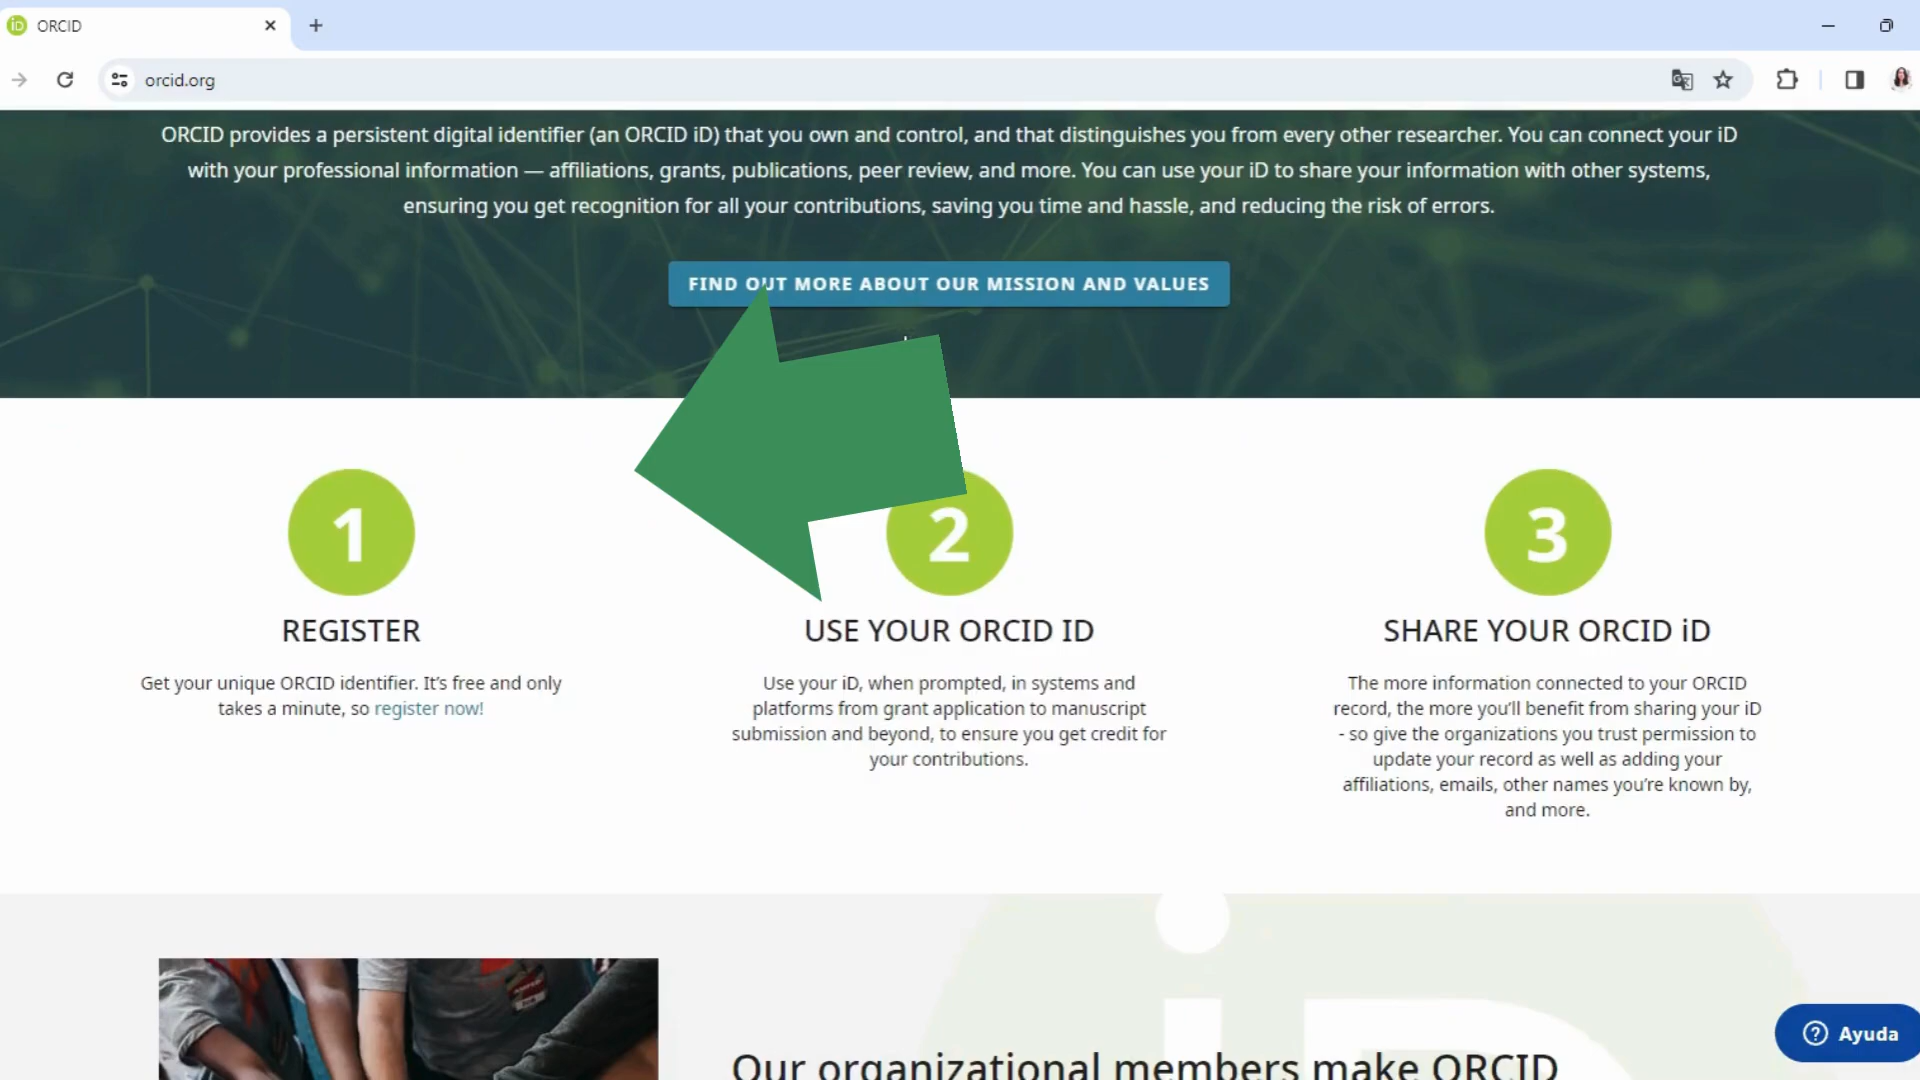 ORCID
orcid.org
ORCID provides a persistent digital identifier (an ORCID iD) that you own and control, and that distinguishes you from every other researcher. You can connect your iD
with your professional information — affiliations, grants, publications, peer review, and more. You can use your iD to share your information with other systems,
ensuring you get recognition for all your contributions, saving you time and hassle, and reducing the risk of errors.
FIND OUT MORE ABOUT OUR MISSION AND VALUES
1
REGISTER
Get your unique ORCID identifier. It's free and only
takes a minute, so register now!
2
USE YOUR ORCID ID
Use your iD, when prompted, in systems and
platforms from grant application to manuscript
submission and beyond, to ensure you get credit for
your contributions.
3
SHARE YOUR ORCID iD
The more information connected to your ORCID
record, the more you'll benefit from sharing your iD
- so give the organizations you trust permission to
update your record as well as adding your
affiliations, emails, other names you're known by,
and more.
Our organizational members make ORCID
Ayuda